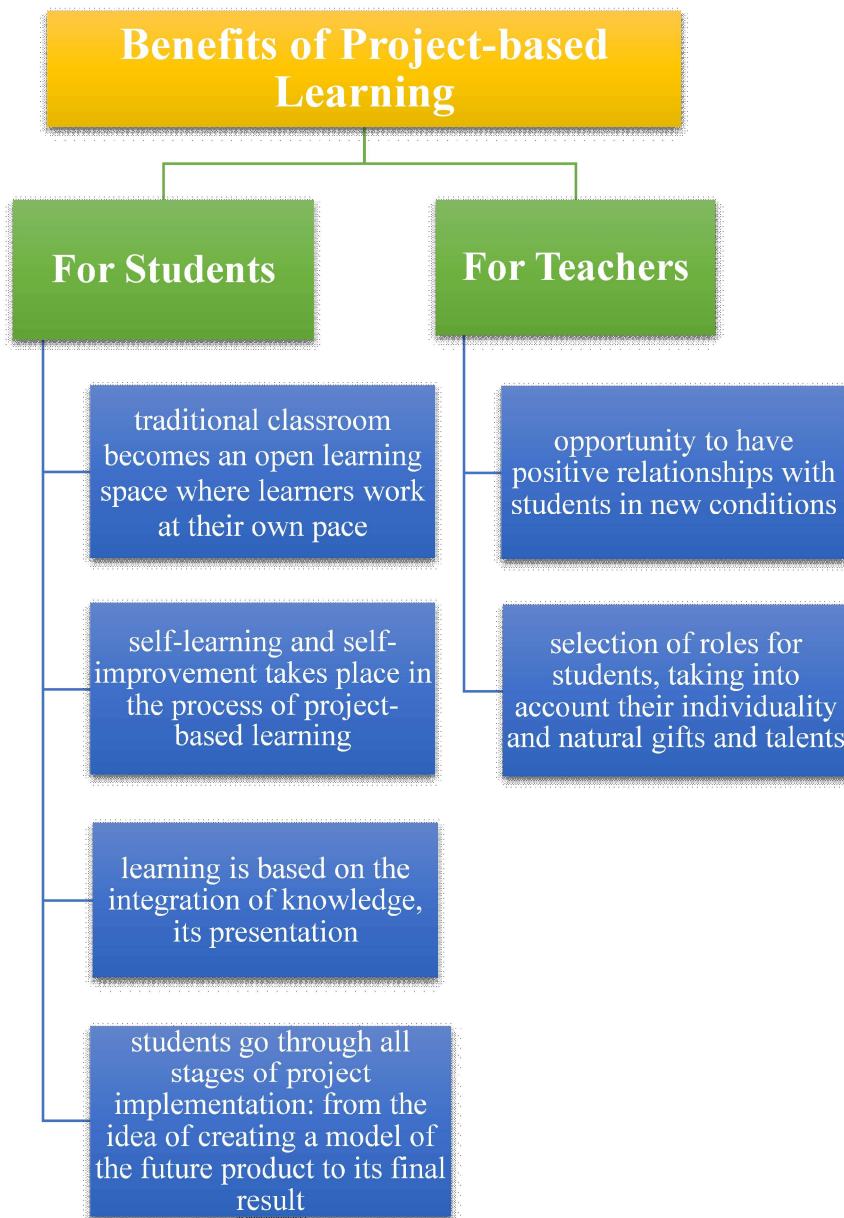 Benefits of Project-based
Learning
For Students
For Teachers
traditional classroom
becomes an open learning
space where learners work
at their own pace
self-learning and self-
improvement takes place in
the process of project-
based learning
learning is based on the
integration of knowledge,
its presentation
students go through all
stages of project
implementation: from the
idea of creating a model of
the future product to its final
result
opportunity to have
positive relationships with
students in new conditions
selection of roles for
students, taking into
account their individuality
and natural gifts and talents